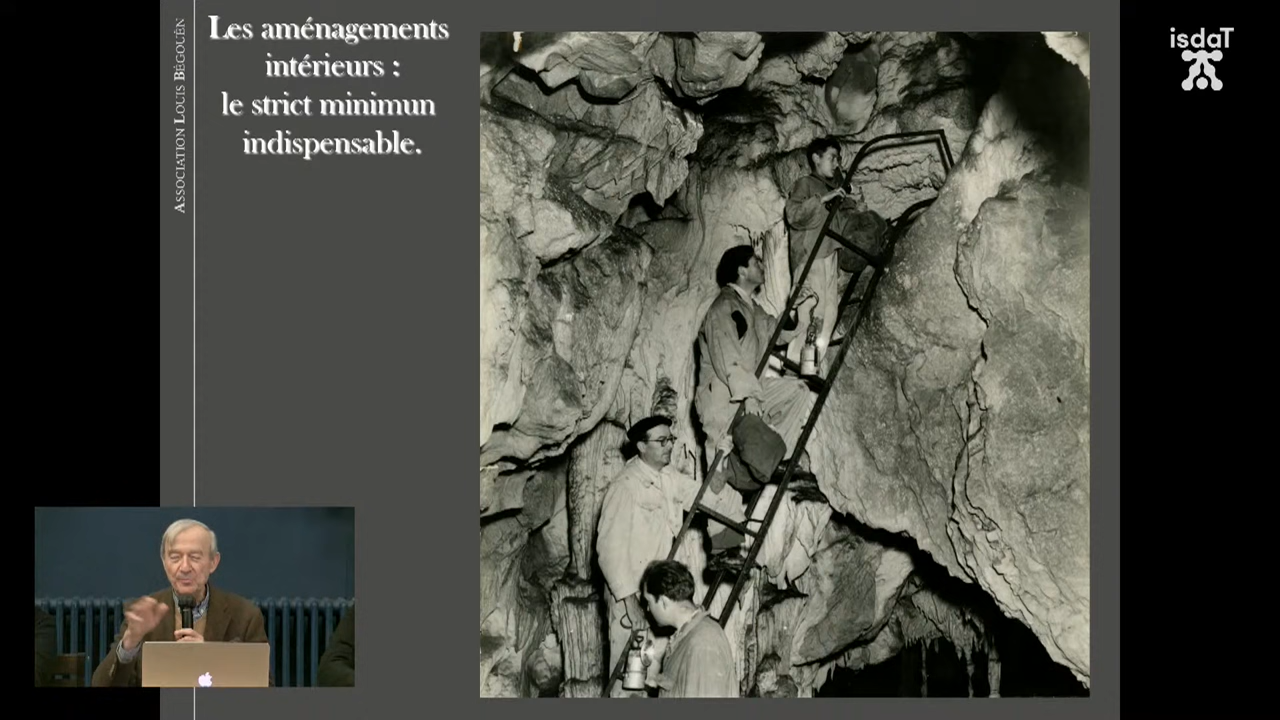 Les aménagements
intérieurs :
le strict minimun
indispensable.
ASSOCIATION LOUIS BÉGOUËN
isdaT